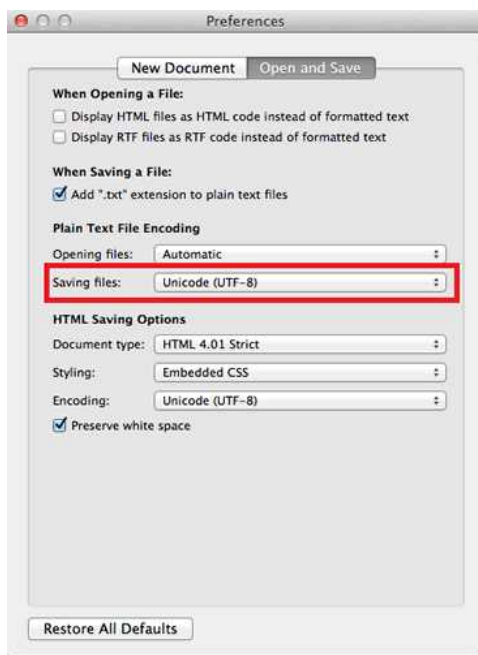 Preferences
New Document Open and Save
When Opening a File:
Display HTML files as HTML code instead of formatted text
Display RTF files as RTF code instead of formatted text
When Saving a File:
Add ".txt" extension to plain text files
Plain Text File Encoding
Opening files: Automatic
Saving files: Unicode (UTF-8)
HTML Saving Options
Document type: HTML 4.01 Strict
Styling: Embedded CSS
Encoding: Unicode (UTF-8)
Preserve white space
Restore All Defaults